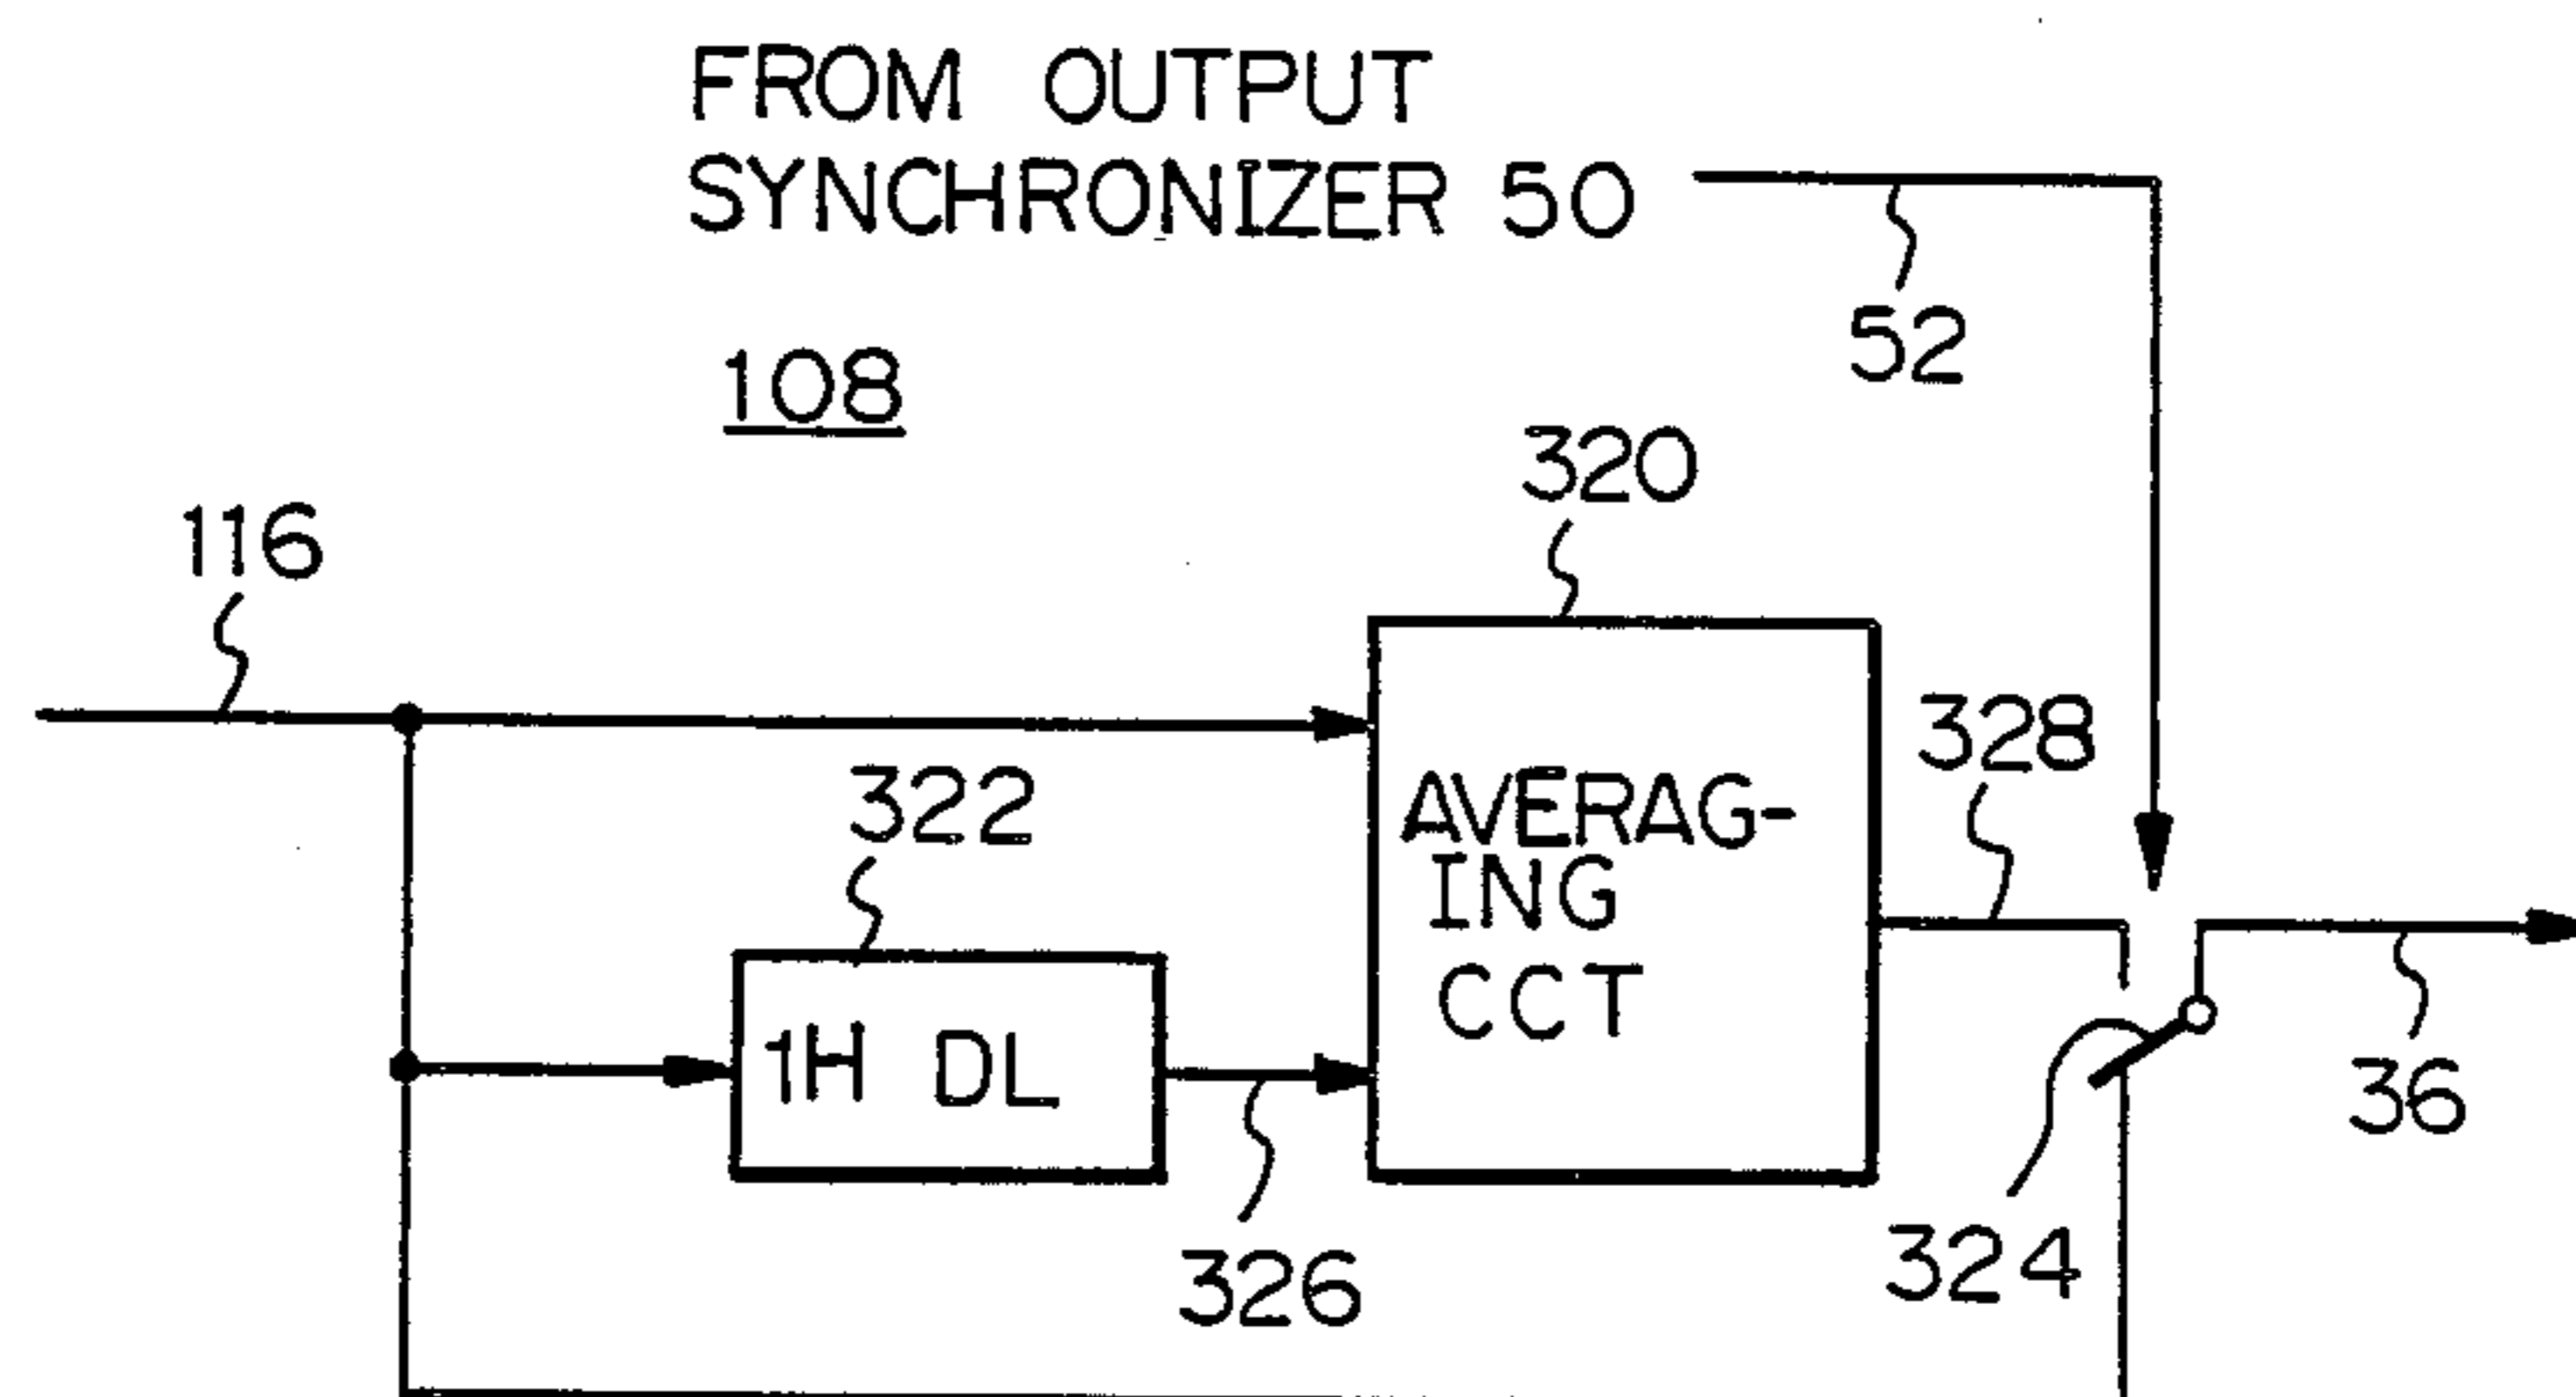 FROM OUTPUT
SYNCHRONIZER 50
52
108
320
116
328
322
AVERAG-
ING
CCT
1H DL
36
324
326